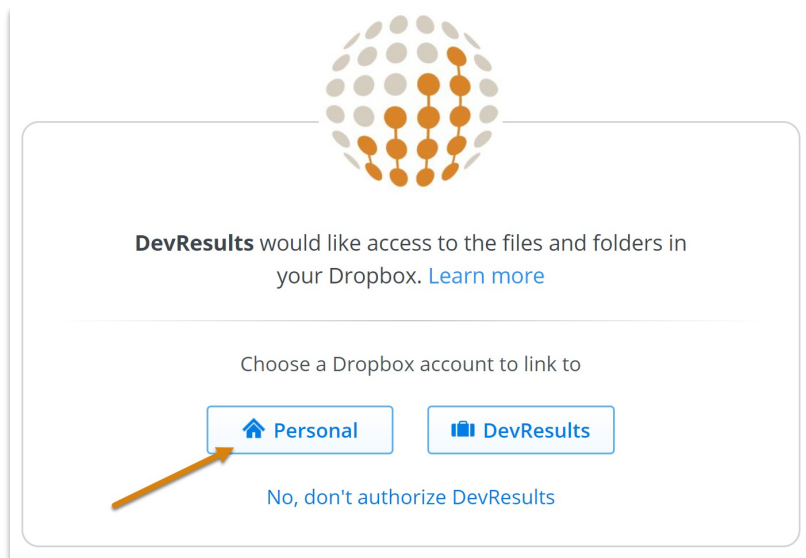 DevResults would like access to the files and folders in
your Dropbox. Learn more
Choose a Dropbox account to link to
Personal
DevResults
No, don't authorize DevResults